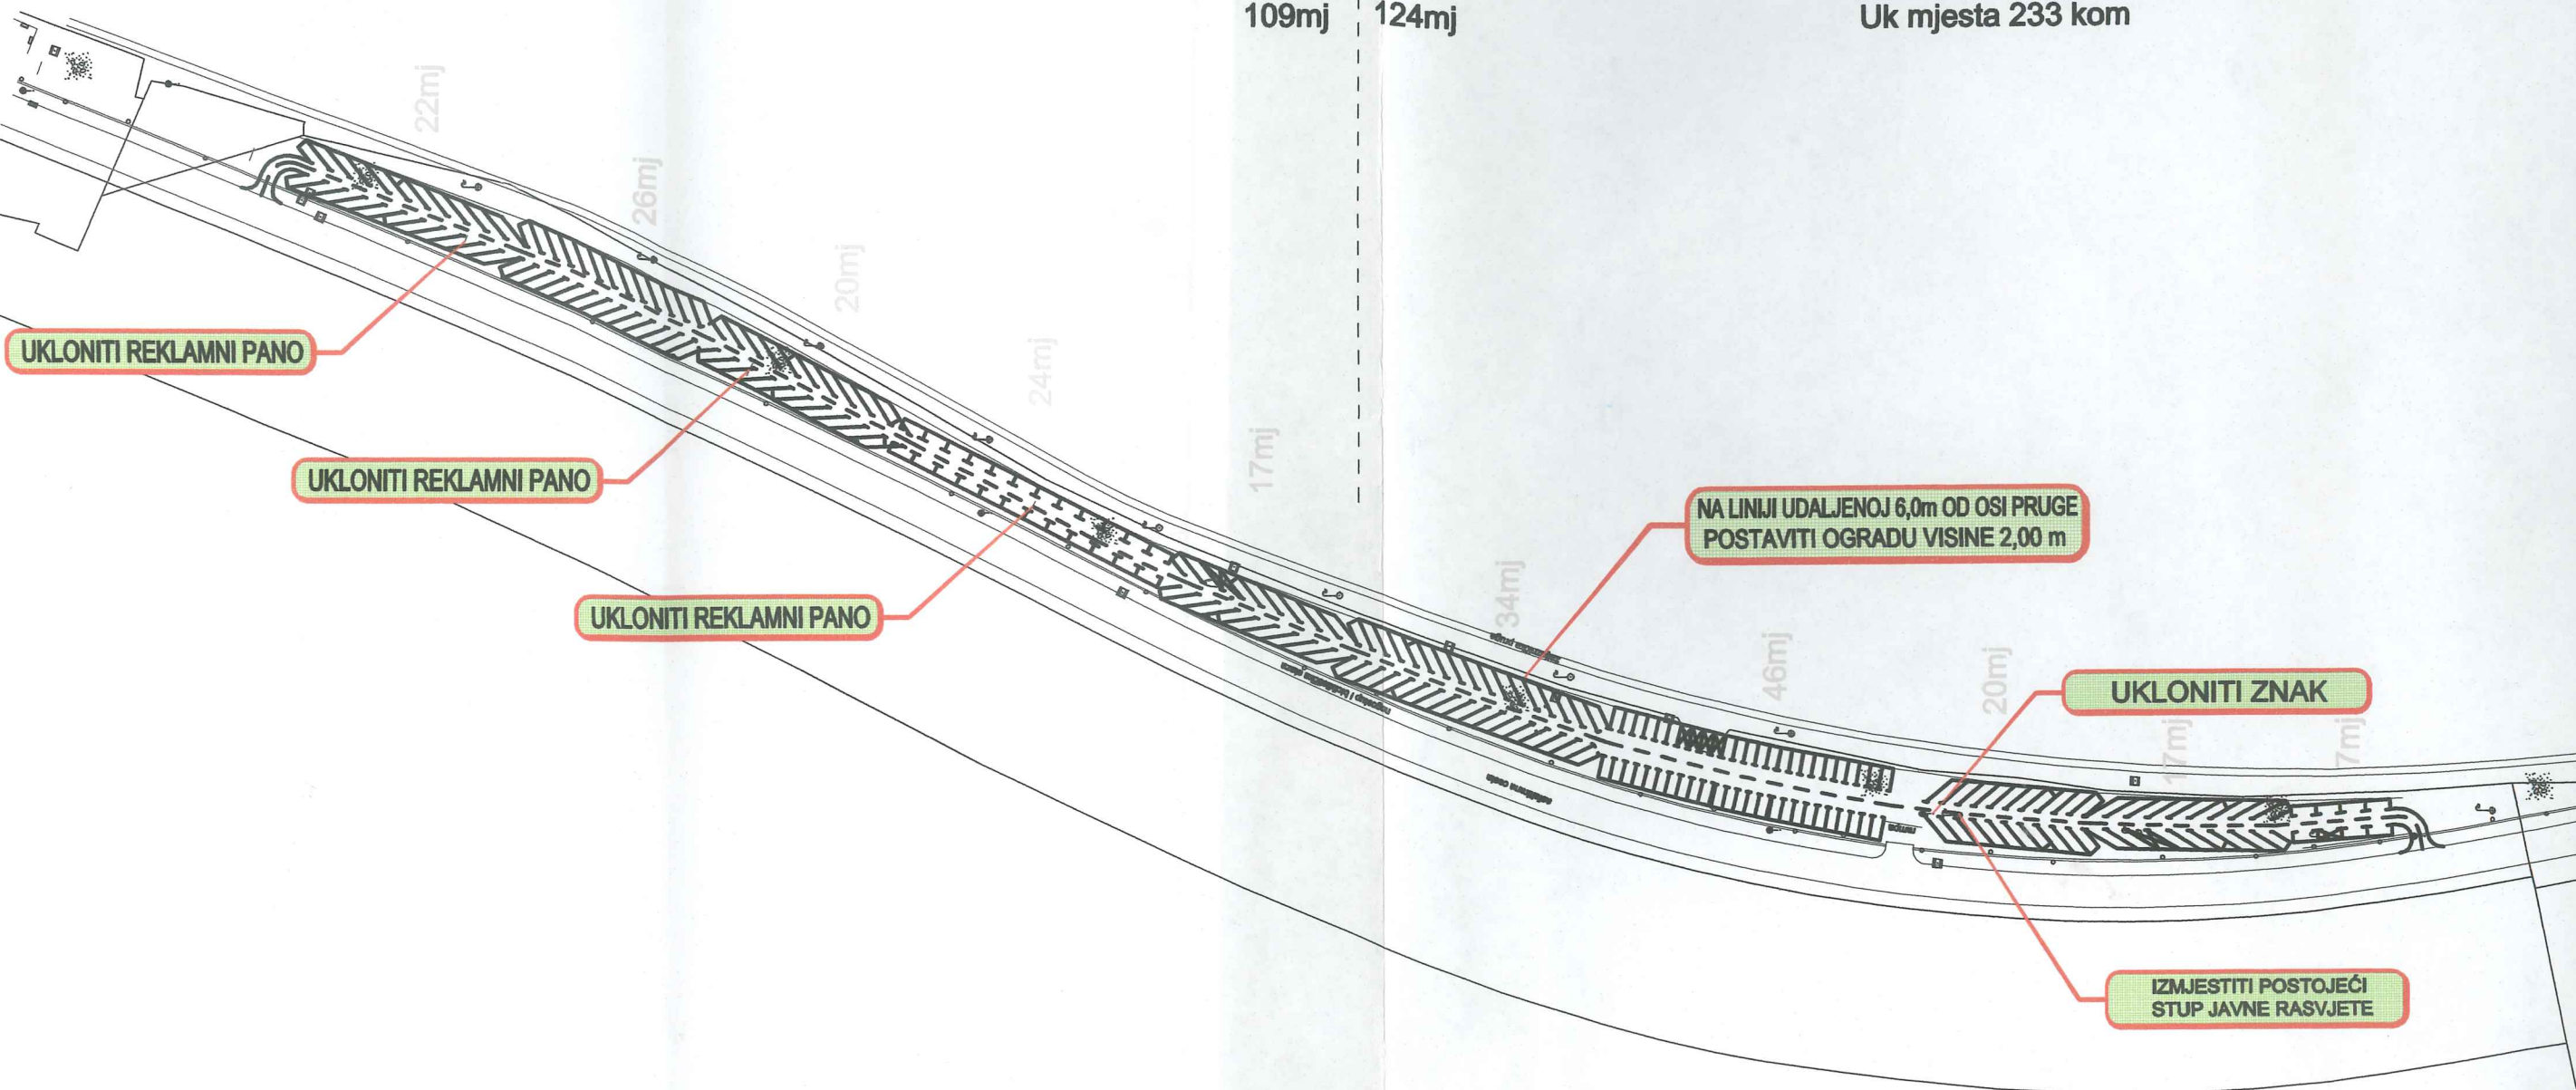 109mj
124mj
Uk mjesta 233 kom
22mj
26mj
20mj
24mj
17mj
34mj
46mj
20mj
17mj
7mj
UKLONITI REKLAMNI PANO
UKLONITI REKLAMNI PANO
UKLONITI REKLAMNI PANO
NA LINIJI UDALJENOJ 6,0m OD OSI PRUGE
POSTAVITI OGRADU VISINE 2,00 m
UKLONITI ZNAK
IZMJESTITI POSTOJEĆI
STUP JAVNE RASVJETE
rampa